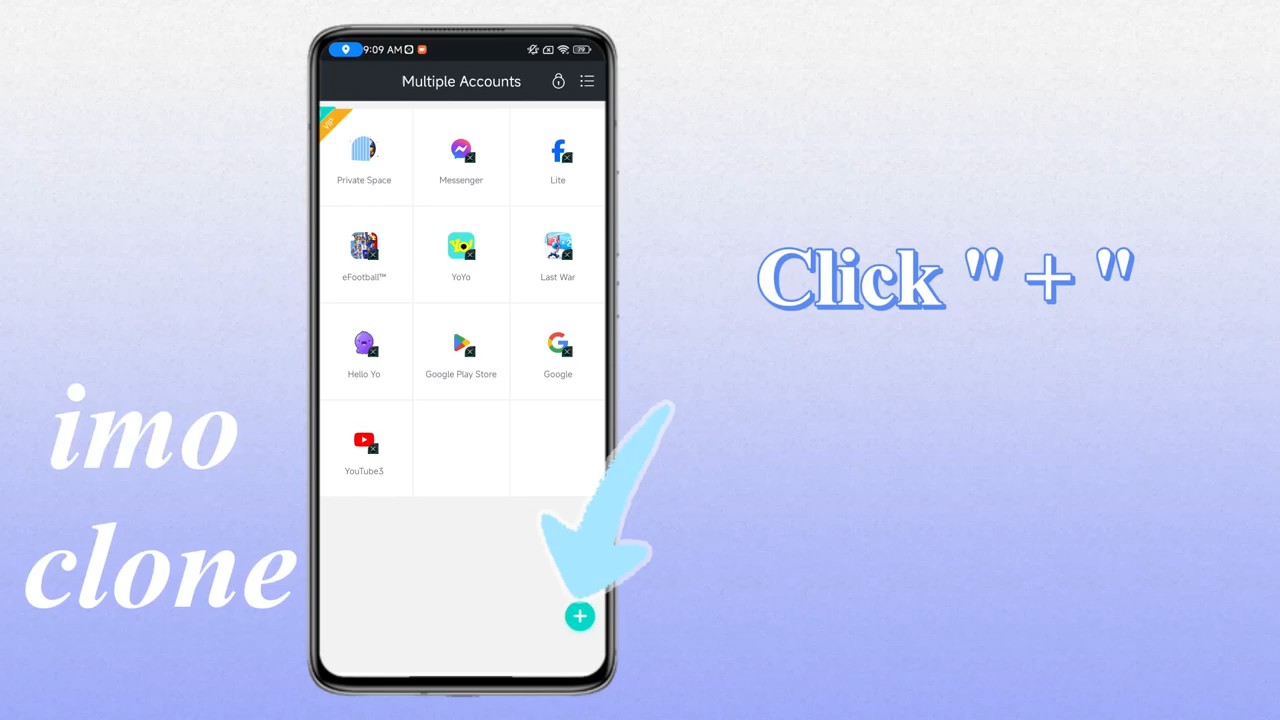 9:09 AM
29
Multiple Accounts
VIP
Private Space
Messenger
Lite
eFootball™
YoYo
Last War
Hello Yo
Google Play Store
Google
YouTube3
imo
clone
Click " + "